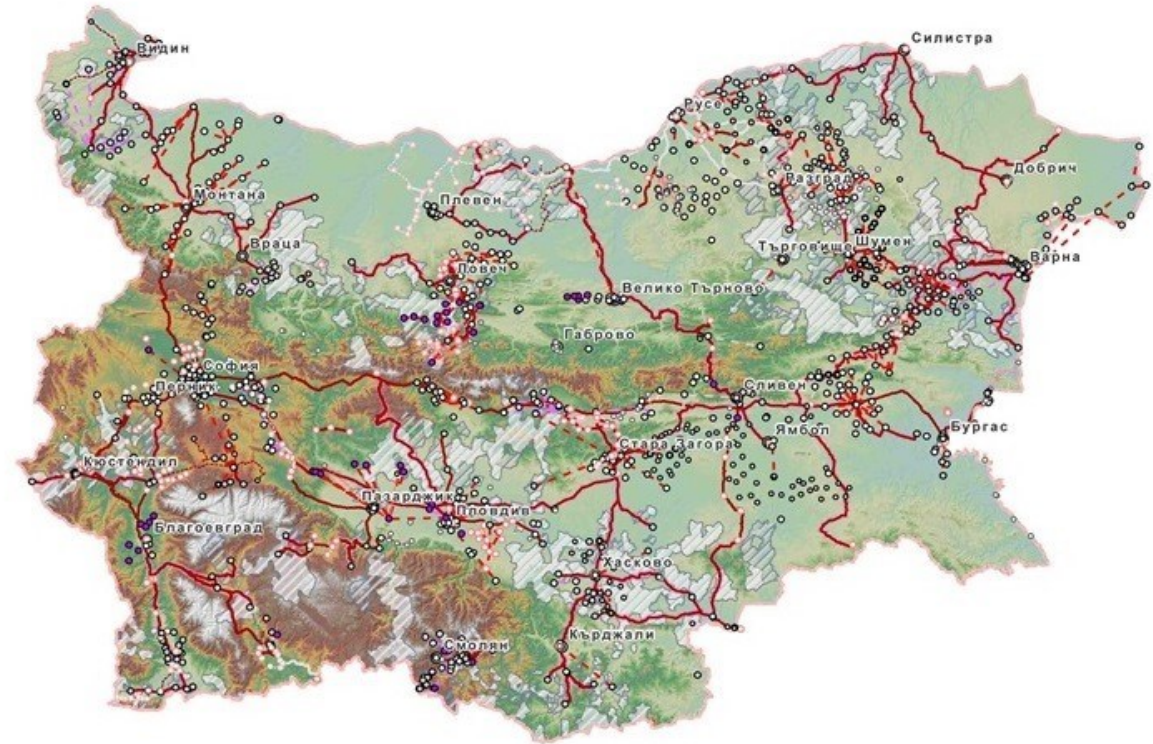 Видин
Силистра
Русе
Добрич
Разград
Монтана
Плевен
Враца
Търговище
Шумен
Варна
Ловеч
Велико Търново
Габрово
София
Перник
Сливен
Бургас
Ямбол
Стара Загора
Кюстендил
Пазарджик
Пловдив
Благоевград
Хасково
Кърджали
Смолян